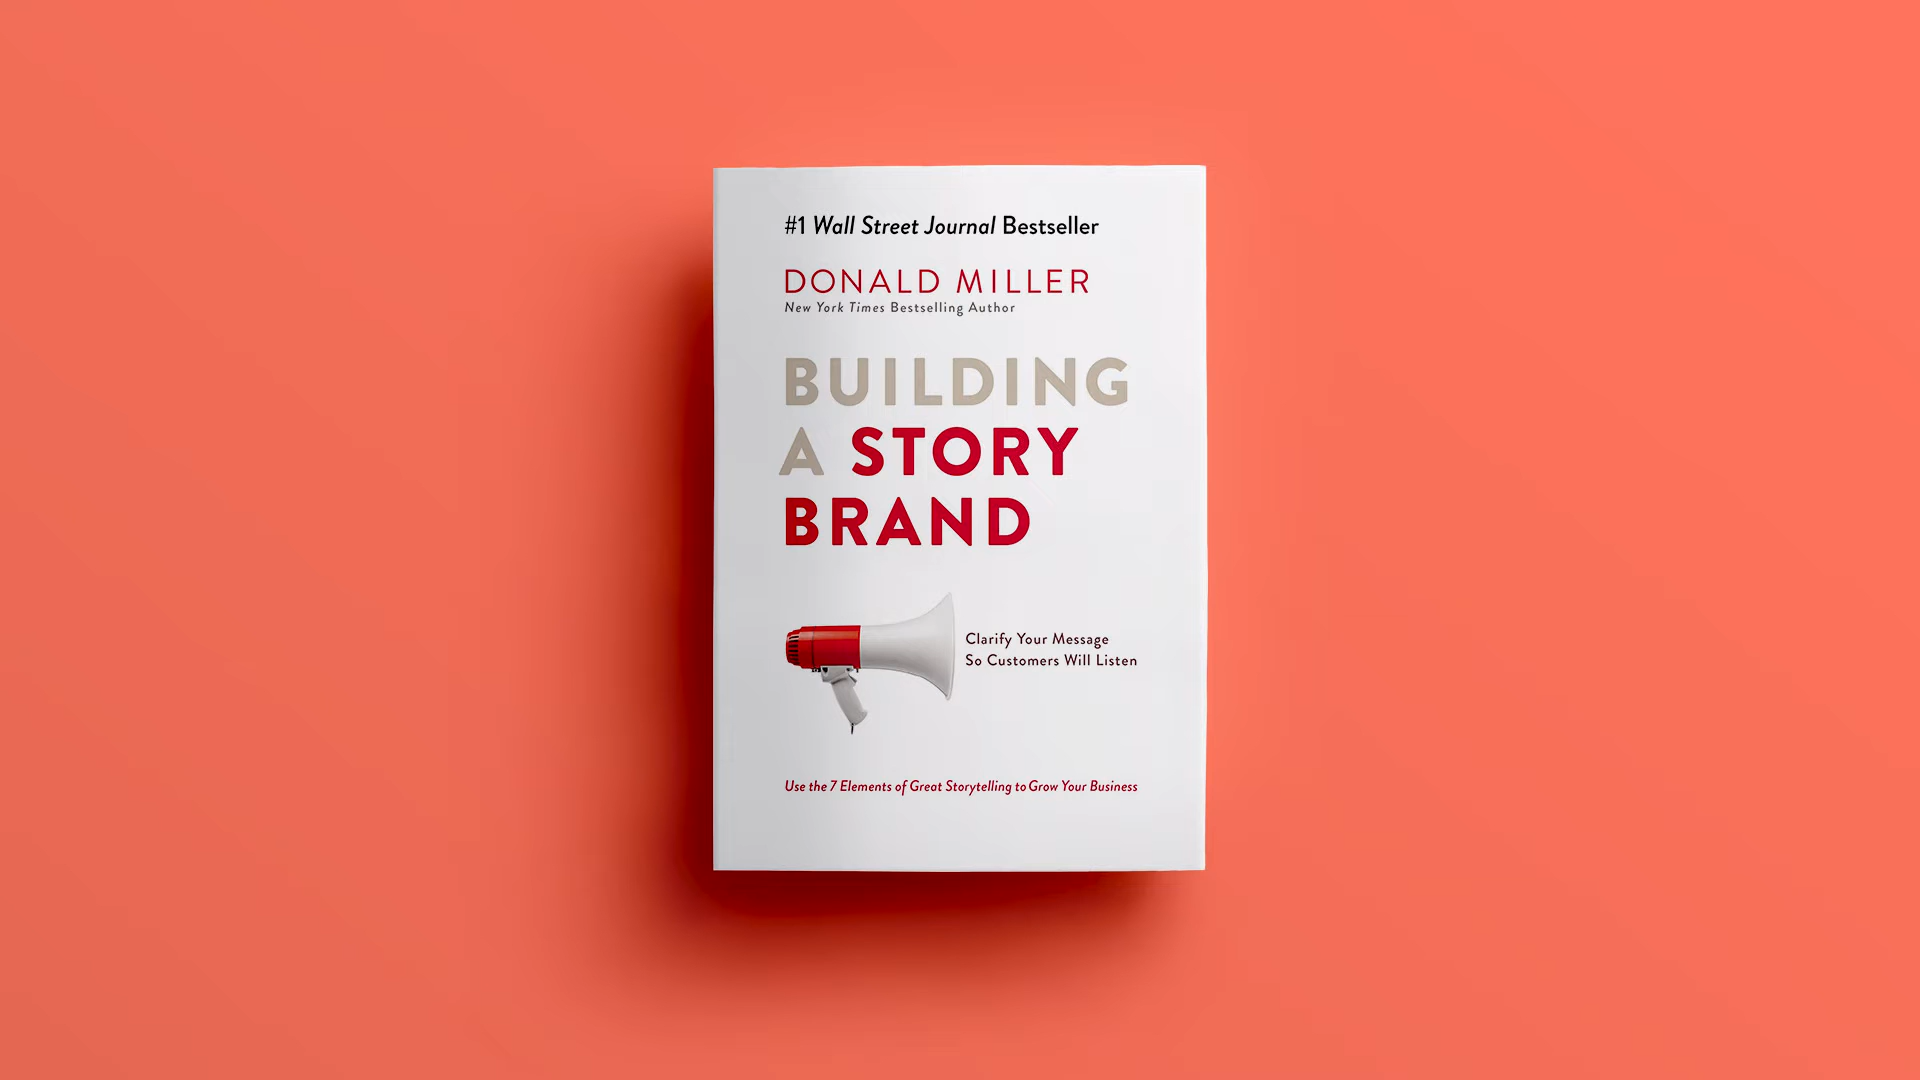 #1 Wall Street Journal Bestseller
DONALD MILLER
New York Times Bestselling Author
BUILDING
A STORY
BRAND
Clarify Your Message
So Customers Will Listen
Use the 7 Elements of Great Storytelling to Grow Your Business